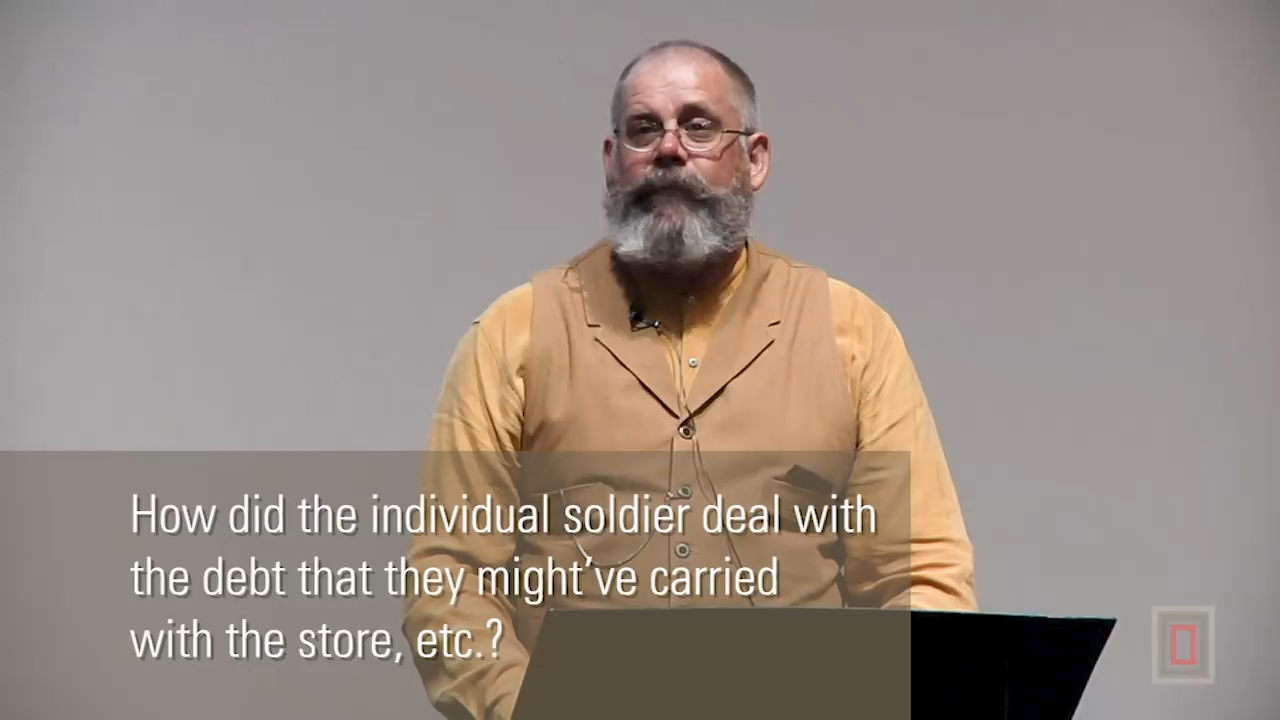 How did the individual soldier deal with
the debt that they might've carried
with the store, etc.?